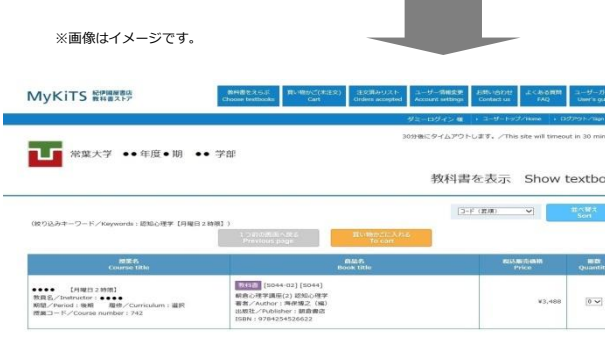 ※画像はイメージです。
MyKiTS 紀伊國屋書店
教科書ストア
教科書をえらぶ 買い物かご(未注文) 注文済みリスト ユーザー情報変更 お問い合わせ よくある質問 ユーザーガ
Choose textbooks Cart Orders accepted Account settings Contact us FAQ User's gu
ダミーログイン 様 ・ユーザートップ/Home ・ログアウト/Sign
30分後にタイムアウトします。/This site will timeout in 30 min
常葉大学 ●●年度●期 ●● 学部
教科書を表示 Show textbo
コード (昇順) 並べ替え
Sort
(絞り込みキーワード/Keywords:認知心理学【月曜日2時限】)
1つ前の画面へ戻る 買い物かごに入れる
Previous page To cart
授業名 商品名 税込販売価格 冊数
Course title Book title Price Quantit
●●●● 【月曜日2時限】
教員名/Instructor:●●●●
期間/Period:後期 履修/Curriculum:選択
授業コード/Course number:742
教科書 [S044-02] [S044]
朝倉心理学講座(2) 認知心理学
著者/Author:海保博之 (編)
出版社/Publisher:朝倉書店
ISBN:9784254526622
¥3,488 0